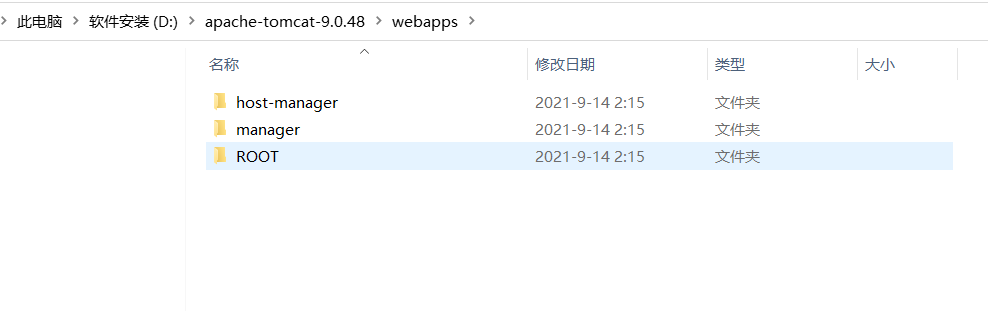 此电脑 软件安装 (D:) apache-tomcat-9.0.48 webapps
名称 修改日期 类型 大小
host-manager 2021-9-14 2:15 文件夹
manager 2021-9-14 2:15 文件夹
ROOT 2021-9-14 2:15 文件夹